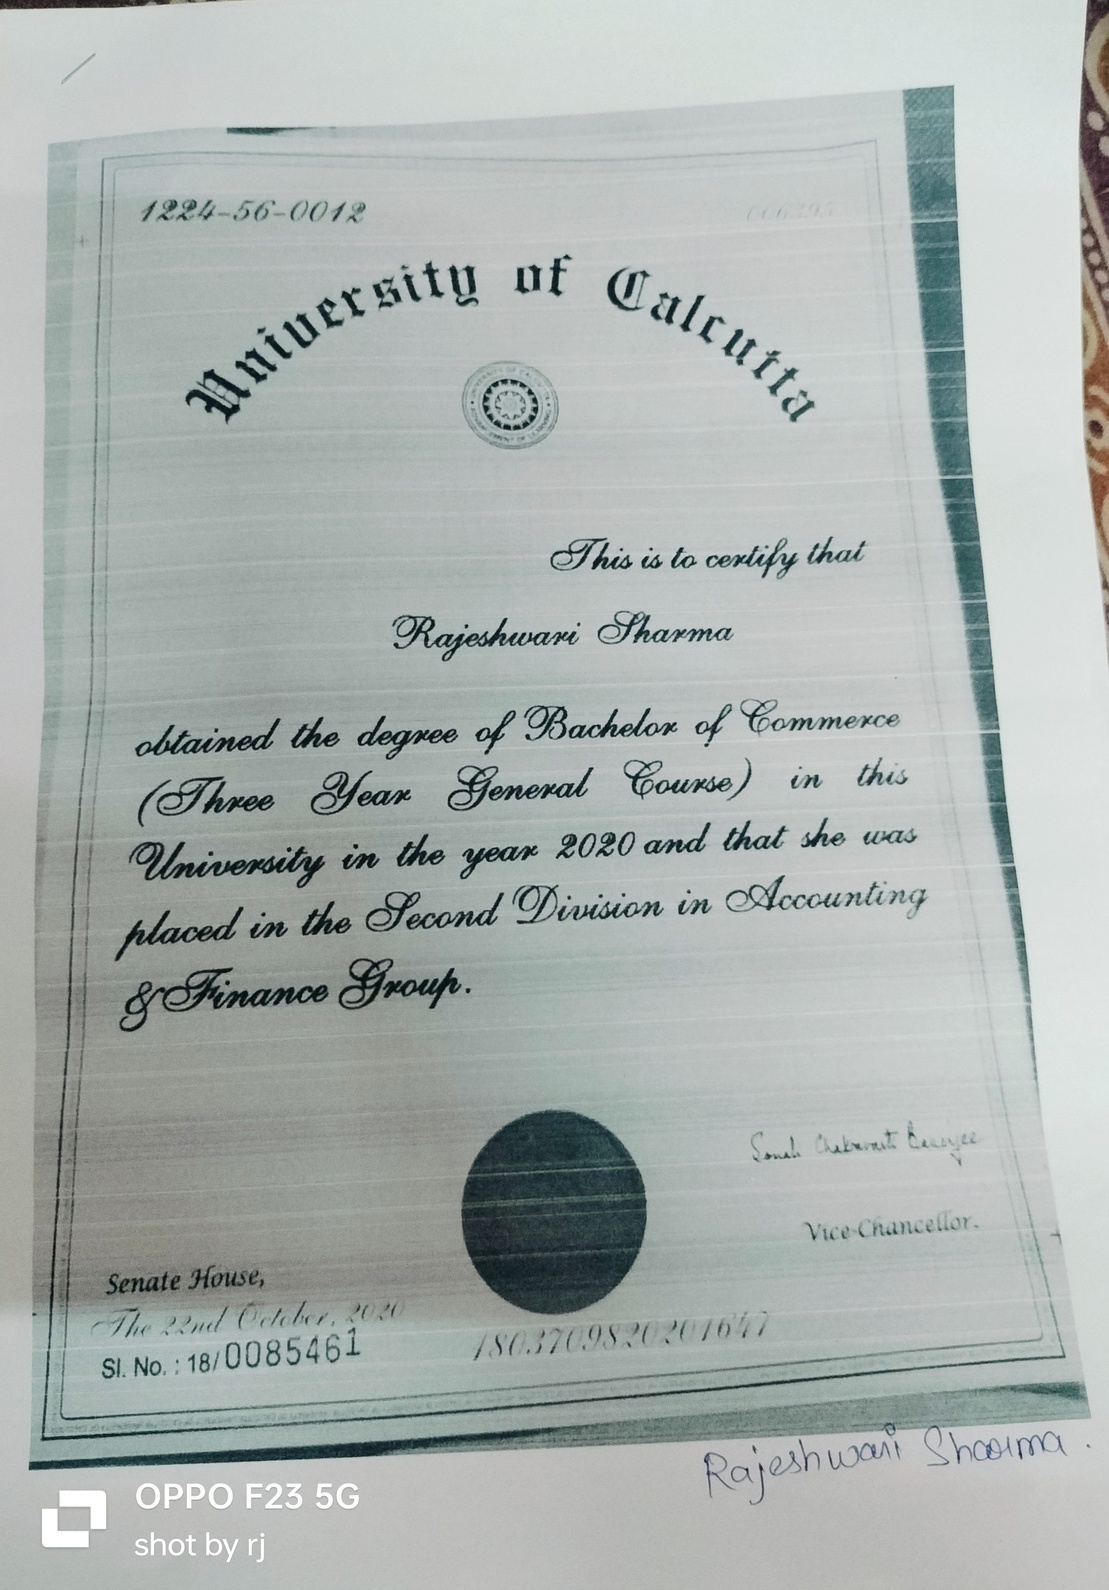 1224-56-0012
University of Calcutta
This is to certify that
Rajeshwari Sharma
obtained the degree of Bachelor of Commerce
(Three Year General Course) in this
University in the year 2020 and that she was
placed in the Second Division in Accounting
& Finance Group.
Vice-Chancellor.
Senate House,
The 22nd October, 2020
Sl. No. : 18/0085461
Rajeshwari Sharma.
OPPO F23 5G
shot by rj